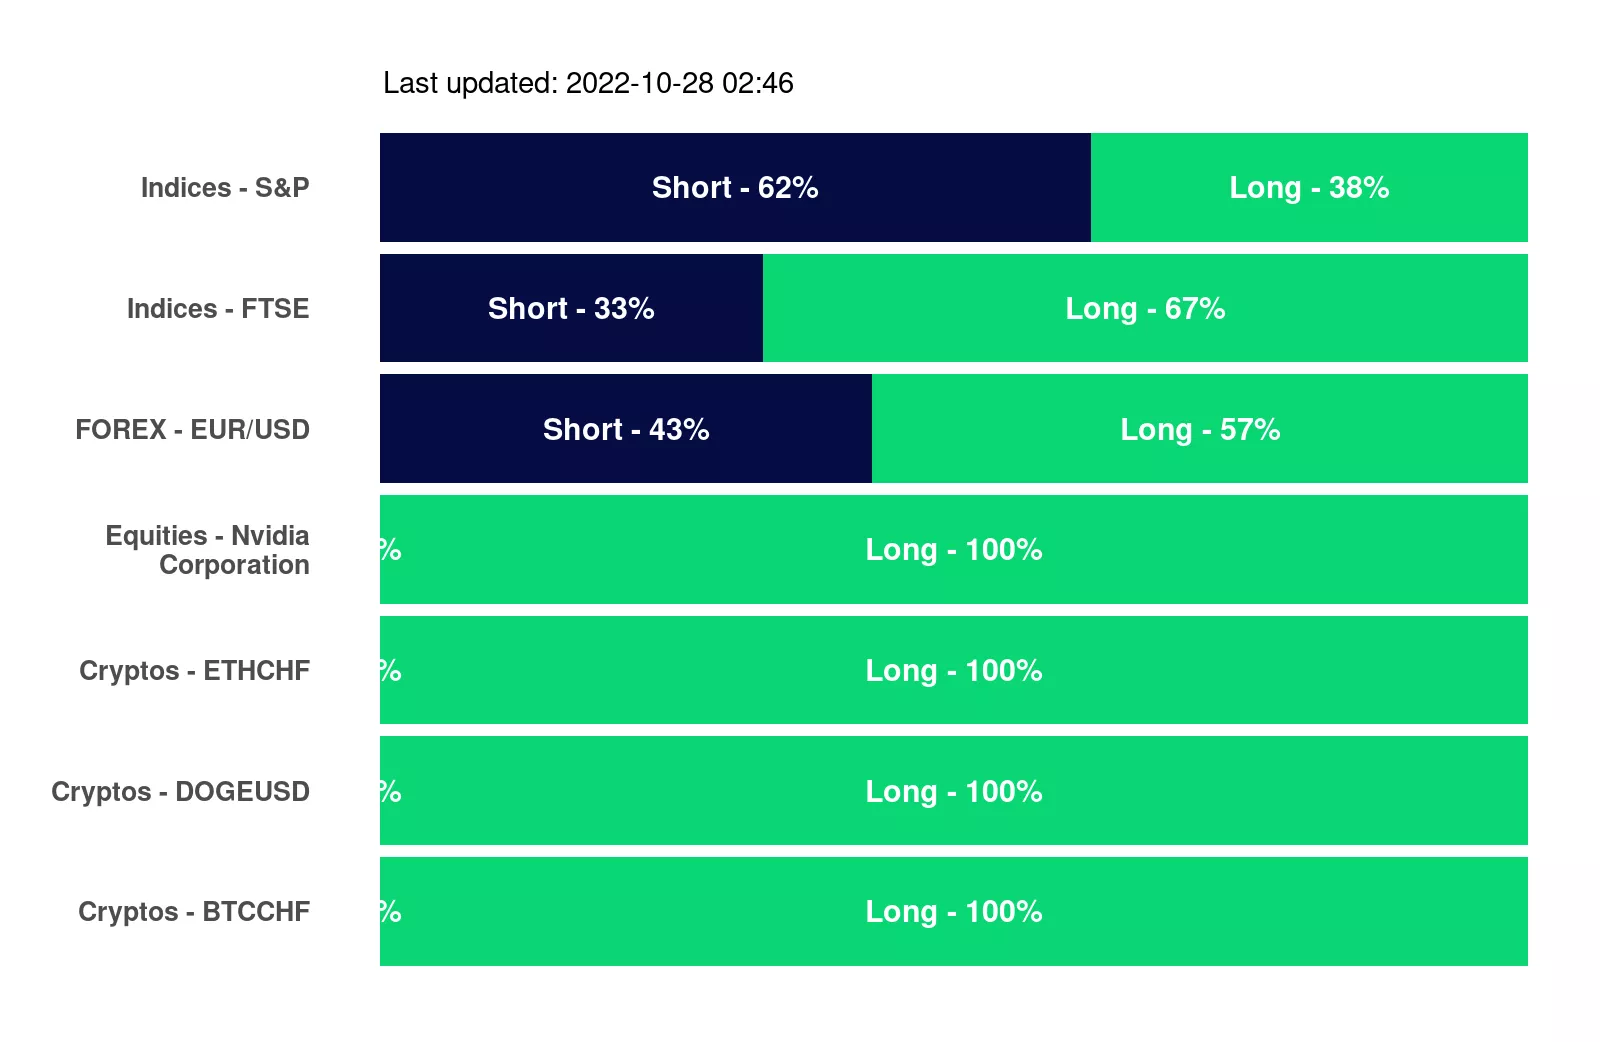 Last updated: 2022-10-28 02:46
Indices - S&P
Short - 62%
Long - 38%
Indices - FTSE
Short - 33%
Long - 67%
FOREX - EUR/USD
Short - 43%
Long - 57%
Equities - Nvidia
Corporation
%
Long - 100%
Cryptos - ETHCHF
%
Long - 100%
Cryptos - DOGEUSD
%
Long - 100%
Cryptos - BTCCHF
%
Long - 100%